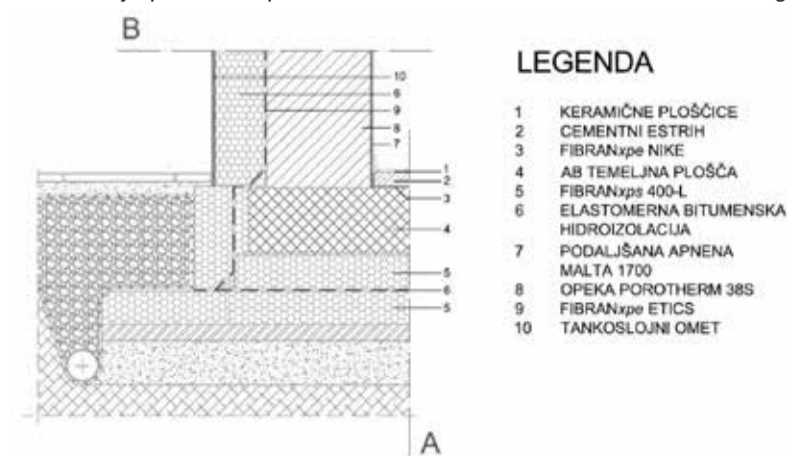 B
10
6
9
8
7
1
2
3
4
5
6
5
A
LEGENDA
1 KERAMIČNE PLOŠČICE
2 CEMENTNI ESTRIH
3 FIBRANxpe NIKE
4 AB TEMELJNA PLOŠČA
5 FIBRANxps 400-L
6 ELASTOMERNA BITUMENSKA
HIDROIZOLACIJA
7 PODALJŠANA APNENA
MALTA 1700
8 OPEKA POROTHERM 38S
9 FIBRANxpe ETICS
10 TANKOSLOJNI OMET